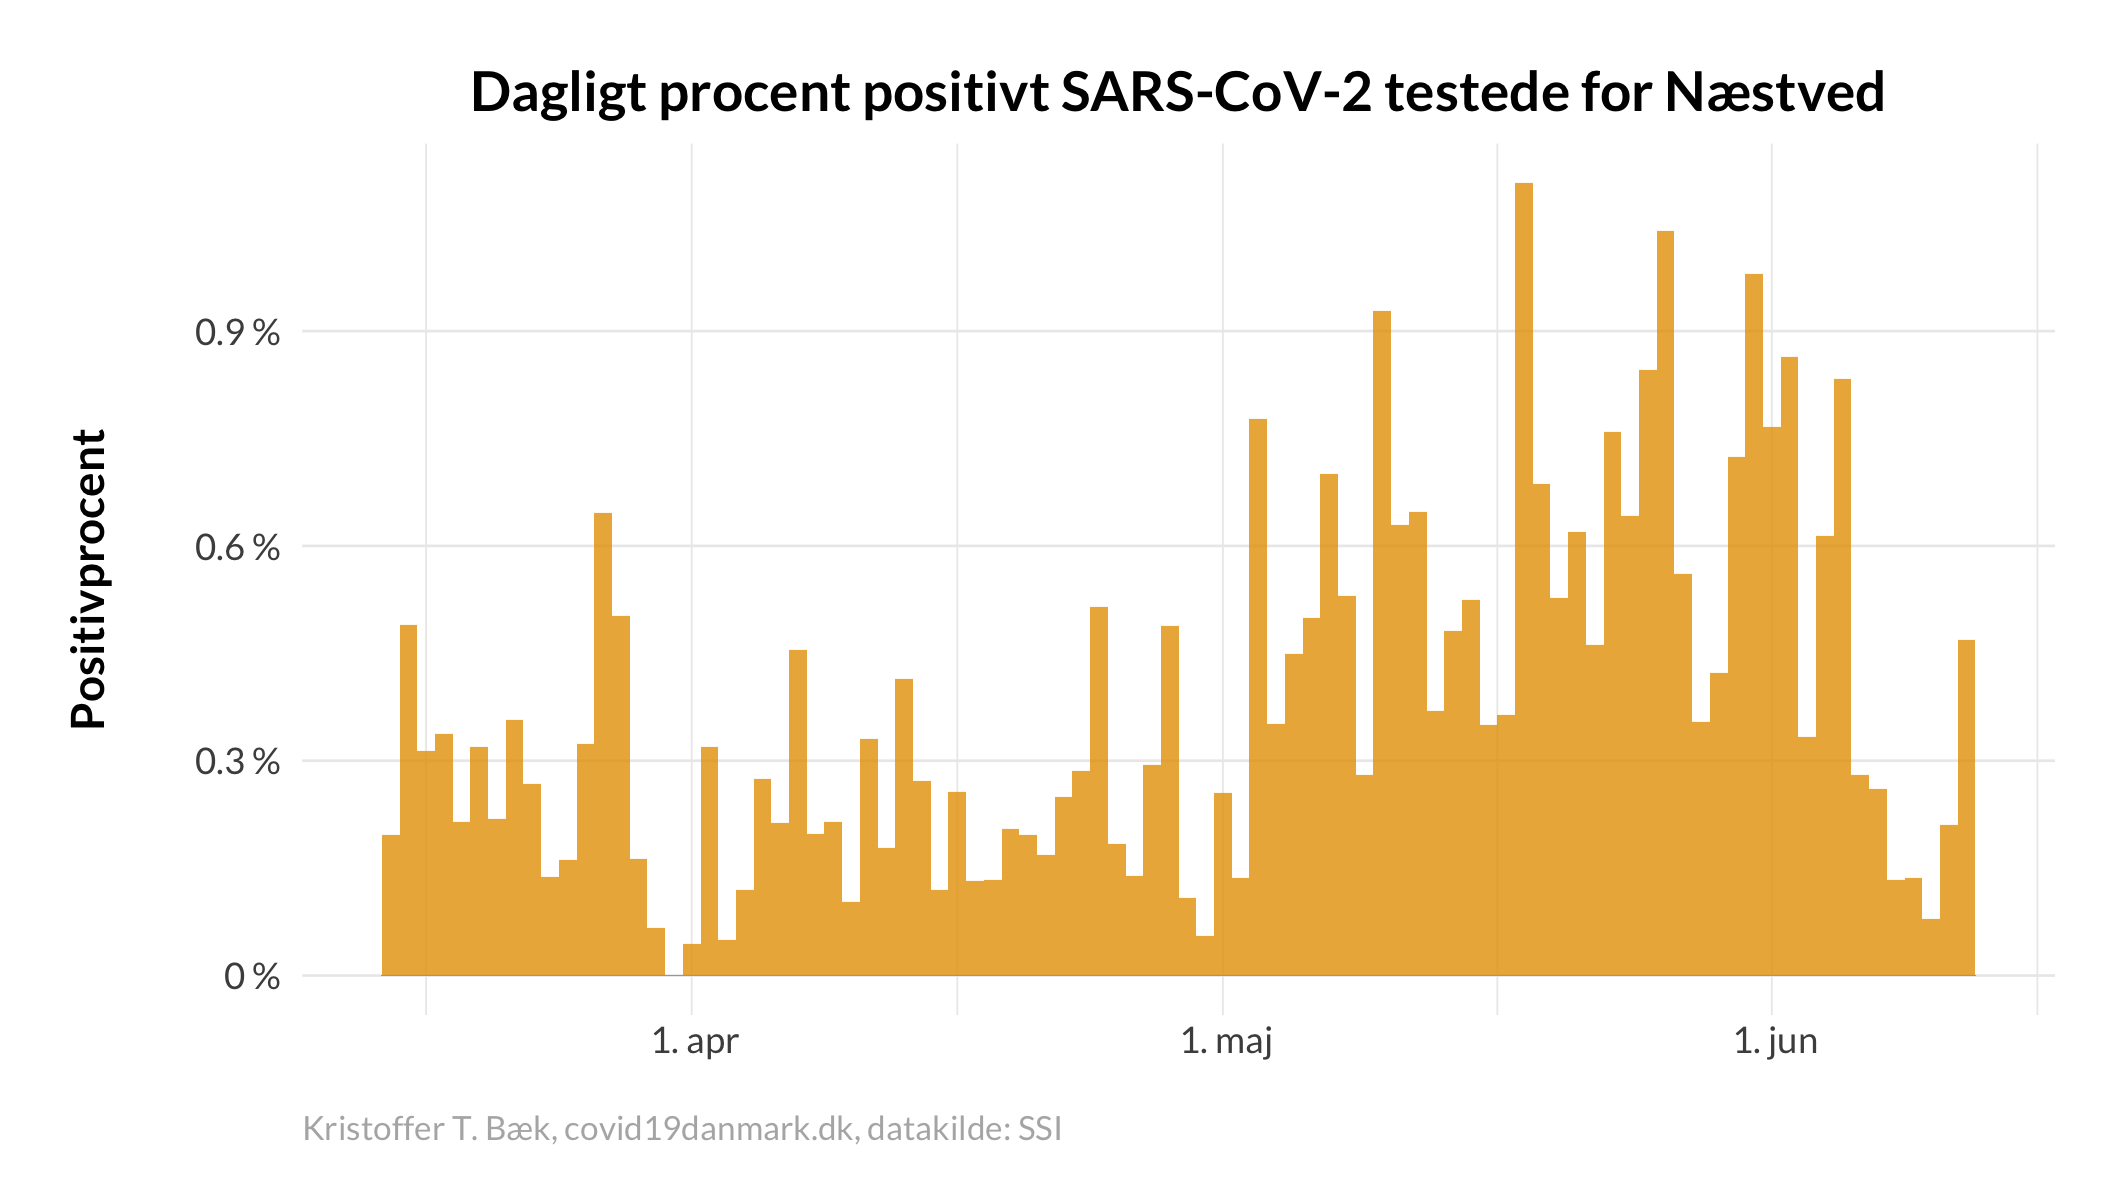 Dagligt procent positivt SARS-CoV-2 testede for Næstved
Positivprocent
0.9 %
0.6 %
0.3 %
0 %
1. apr
1. maj
1. jun
Kristoffer T. Bæk, covid19danmark.dk, datakilde: SSI